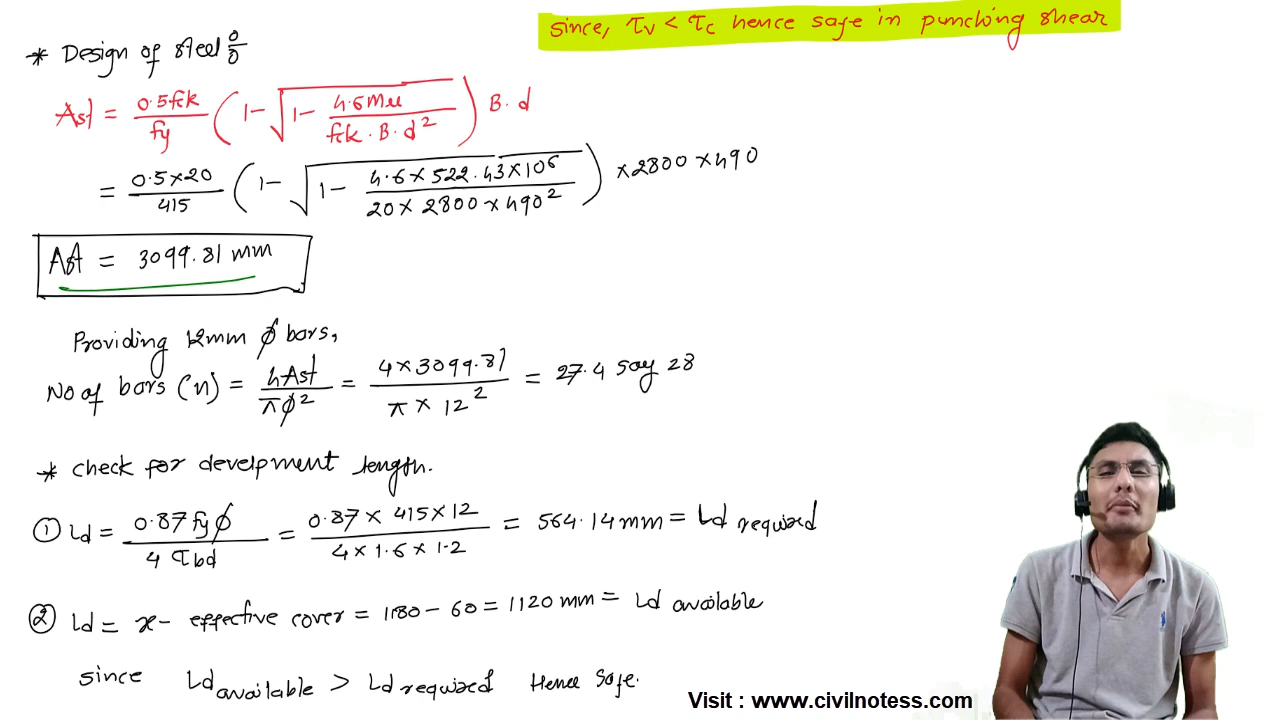 since, τv < τc hence safe in punching shear
* Design of steel %
Ast = 0.5fck/fy (1-√(1- 4.6Mu/(fck.B.d²))) B.d
= 0.5×20/415 (1-√(1- 4.6×522.43×10⁶/(20×2800×490²))) ×2800×490
Ast = 3099.81 mm
Providing 12mm ϕ bars,
No of bars (n) = 4Ast/πϕ² = 4×3099.81/(π×12²) = 27.4 say 28
* check for develpment length.
① Ld = 0.87fyϕ/4τbd = 0.87×415×12/(4×1.6×1.2) = 564.14mm = Ld required
② Ld = x- effective cover = 1180-60 = 1120mm = Ld available
since Ld available > Ld required Hence safe.
Visit : www.civilnotess.com